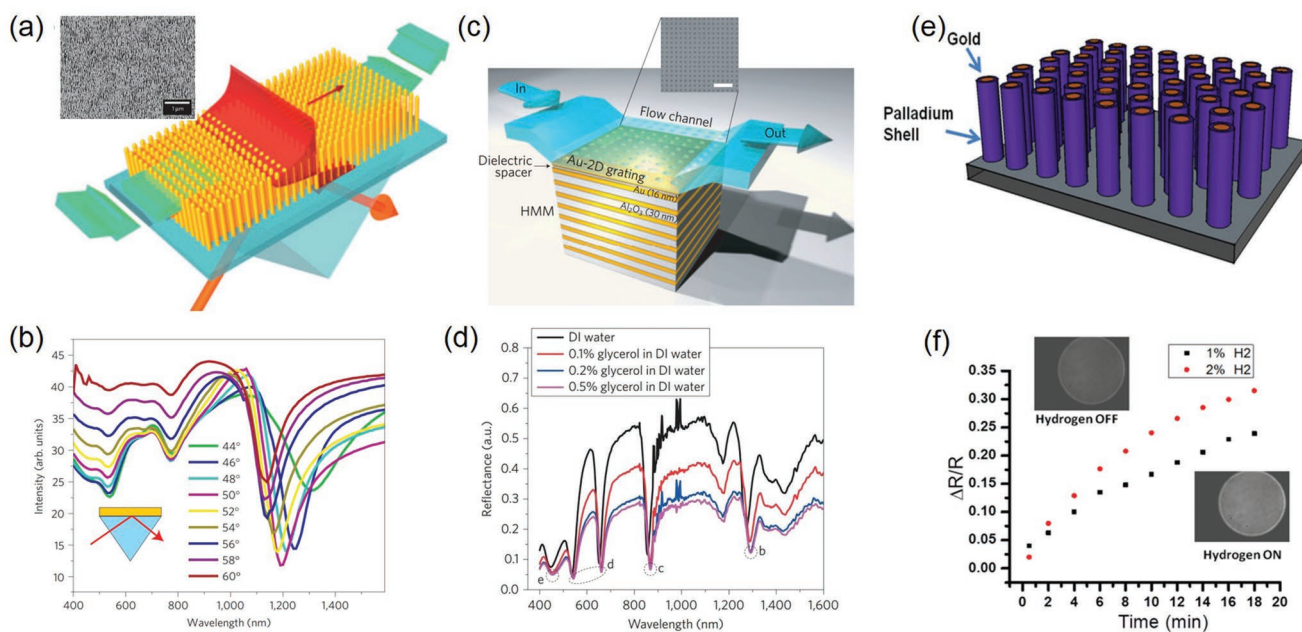 (a)
1 µm
(b)
Intensity (arb. units)
45
40
35
30
25
20
15
10
44°
46°
48°
50°
52°
54°
56°
58°
60°
400
600
800
1,000
1,200
1,400
Wavelength (nm)
(c)
In
Flow channel
Out
Dielectric
spacer
Au-2D grating
Au (16 nm)
Al₂O₃ (30 nm)
HMM
(d)
DI water
0.1% glycerol in DI water
0.2% glycerol in DI water
0.5% glycerol in DI water
Reflectance (a.u.)
0.8
0.7
0.6
0.5
0.4
0.3
0.2
0.1
0.0
e
d
c
b
400
600
800
1,000
1,200
1,400
1,600
Wavelength (nm)
(e)
Gold
Palladium
Shell
(f)
1% H2
2% H2
Hydrogen OFF
Hydrogen ON
ΔR/R
0.35
0.30
0.25
0.20
0.15
0.10
0.05
0.00
0 2 4 6 8 10 12 14 16 18 20
Time (min)